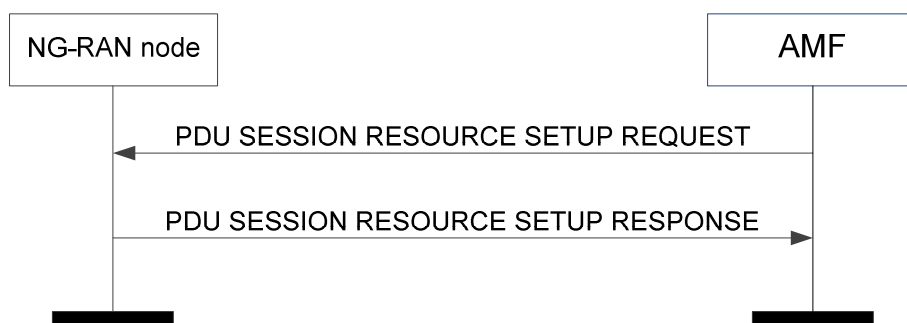 NG-RAN node
AMF
PDU SESSION RESOURCE SETUP REQUEST
PDU SESSION RESOURCE SETUP RESPONSE